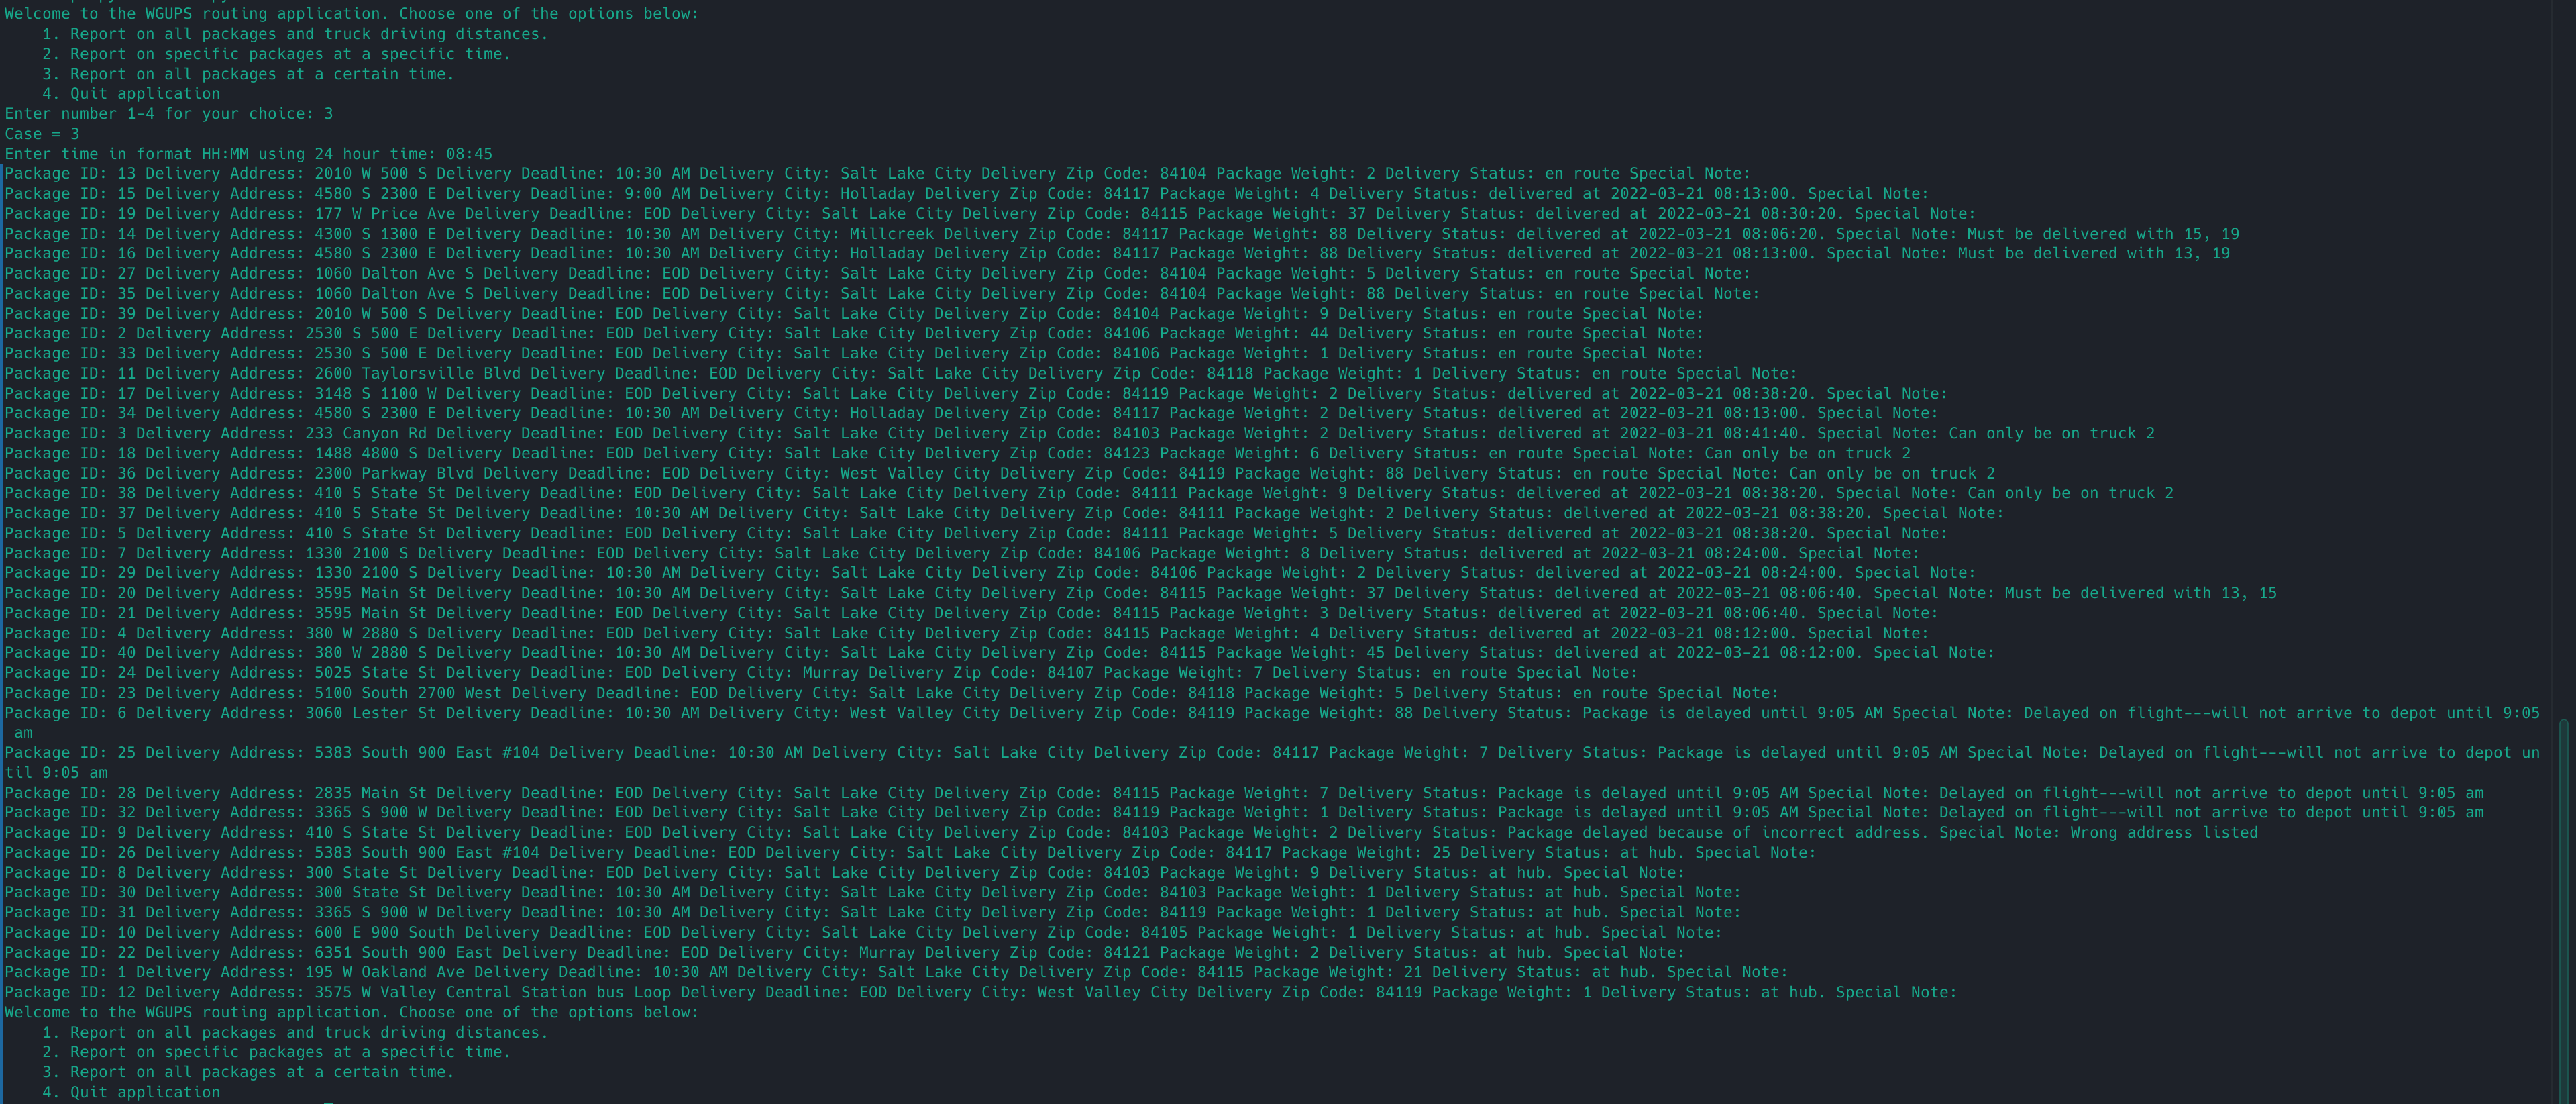 Welcome to the WGUPS routing application. Choose one of the options below:
1. Report on all packages and truck driving distances.
2. Report on specific packages at a specific time.
3. Report on all packages at a certain time.
4. Quit application
Enter number 1-4 for your choice: 3
Case = 3
Enter time in format HH:MM using 24 hour time: 08:45
Package ID: 13 Delivery Address: 2010 W 500 S Delivery Deadline: 10:30 AM Delivery City: Salt Lake City Delivery Zip Code: 84104 Package Weight: 2 Delivery Status: en route Special Note:
Package ID: 15 Delivery Address: 4580 S 2300 E Delivery Deadline: 9:00 AM Delivery City: Holladay Delivery Zip Code: 84117 Package Weight: 4 Delivery Status: delivered at 2022-03-21 08:13:00. Special Note:
Package ID: 19 Delivery Address: 177 W Price Ave Delivery Deadline: EOD Delivery City: Salt Lake City Delivery Zip Code: 84115 Package Weight: 37 Delivery Status: delivered at 2022-03-21 08:30:20. Special Note:
Package ID: 14 Delivery Address: 4300 S 1300 E Delivery Deadline: 10:30 AM Delivery City: Millcreek Delivery Zip Code: 84117 Package Weight: 88 Delivery Status: delivered at 2022-03-21 08:06:20. Special Note: Must be delivered with 15, 19
Package ID: 16 Delivery Address: 4580 S 2300 E Delivery Deadline: 10:30 AM Delivery City: Holladay Delivery Zip Code: 84117 Package Weight: 88 Delivery Status: delivered at 2022-03-21 08:13:00. Special Note: Must be delivered with 13, 19
Package ID: 27 Delivery Address: 1060 Dalton Ave S Delivery Deadline: EOD Delivery City: Salt Lake City Delivery Zip Code: 84104 Package Weight: 5 Delivery Status: en route Special Note:
Package ID: 35 Delivery Address: 1060 Dalton Ave S Delivery Deadline: EOD Delivery City: Salt Lake City Delivery Zip Code: 84104 Package Weight: 88 Delivery Status: en route Special Note:
Package ID: 39 Delivery Address: 2010 W 500 S Delivery Deadline: EOD Delivery City: Salt Lake City Delivery Zip Code: 84104 Package Weight: 9 Delivery Status: en route Special Note:
Package ID: 2 Delivery Address: 2530 S 500 E Delivery Deadline: EOD Delivery City: Salt Lake City Delivery Zip Code: 84106 Package Weight: 44 Delivery Status: en route Special Note:
Package ID: 33 Delivery Address: 2530 S 500 E Delivery Deadline: EOD Delivery City: Salt Lake City Delivery Zip Code: 84106 Package Weight: 1 Delivery Status: en route Special Note:
Package ID: 11 Delivery Address: 2600 Taylorsville Blvd Delivery Deadline: EOD Delivery City: Salt Lake City Delivery Zip Code: 84118 Package Weight: 1 Delivery Status: en route Special Note:
Package ID: 17 Delivery Address: 3148 S 1100 W Delivery Deadline: EOD Delivery City: Salt Lake City Delivery Zip Code: 84119 Package Weight: 2 Delivery Status: delivered at 2022-03-21 08:38:20. Special Note:
Package ID: 34 Delivery Address: 4580 S 2300 E Delivery Deadline: 10:30 AM Delivery City: Holladay Delivery Zip Code: 84117 Package Weight: 2 Delivery Status: delivered at 2022-03-21 08:13:00. Special Note:
Package ID: 3 Delivery Address: 233 Canyon Rd Delivery Deadline: EOD Delivery City: Salt Lake City Delivery Zip Code: 84103 Package Weight: 2 Delivery Status: delivered at 2022-03-21 08:41:40. Special Note: Can only be on truck 2
Package ID: 18 Delivery Address: 1488 4800 S Delivery Deadline: EOD Delivery City: Salt Lake City Delivery Zip Code: 84123 Package Weight: 6 Delivery Status: en route Special Note: Can only be on truck 2
Package ID: 36 Delivery Address: 2300 Parkway Blvd Delivery Deadline: EOD Delivery City: West Valley City Delivery Zip Code: 84119 Package Weight: 88 Delivery Status: en route Special Note: Can only be on truck 2
Package ID: 38 Delivery Address: 410 S State St Delivery Deadline: EOD Delivery City: Salt Lake City Delivery Zip Code: 84111 Package Weight: 9 Delivery Status: delivered at 2022-03-21 08:38:20. Special Note: Can only be on truck 2
Package ID: 37 Delivery Address: 410 S State St Delivery Deadline: 10:30 AM Delivery City: Salt Lake City Delivery Zip Code: 84111 Package Weight: 2 Delivery Status: delivered at 2022-03-21 08:38:20. Special Note:
Package ID: 5 Delivery Address: 410 S State St Delivery Deadline: EOD Delivery City: Salt Lake City Delivery Zip Code: 84111 Package Weight: 5 Delivery Status: delivered at 2022-03-21 08:38:20. Special Note:
Package ID: 7 Delivery Address: 1330 2100 S Delivery Deadline: EOD Delivery City: Salt Lake City Delivery Zip Code: 84106 Package Weight: 8 Delivery Status: delivered at 2022-03-21 08:24:00. Special Note:
Package ID: 29 Delivery Address: 1330 2100 S Delivery Deadline: 10:30 AM Delivery City: Salt Lake City Delivery Zip Code: 84106 Package Weight: 2 Delivery Status: delivered at 2022-03-21 08:24:00. Special Note:
Package ID: 20 Delivery Address: 3595 Main St Delivery Deadline: 10:30 AM Delivery City: Salt Lake City Delivery Zip Code: 84115 Package Weight: 37 Delivery Status: delivered at 2022-03-21 08:06:40. Special Note: Must be delivered with 13, 15
Package ID: 21 Delivery Address: 3595 Main St Delivery Deadline: EOD Delivery City: Salt Lake City Delivery Zip Code: 84115 Package Weight: 3 Delivery Status: delivered at 2022-03-21 08:06:40. Special Note:
Package ID: 4 Delivery Address: 380 W 2880 S Delivery Deadline: EOD Delivery City: Salt Lake City Delivery Zip Code: 84115 Package Weight: 4 Delivery Status: delivered at 2022-03-21 08:12:00. Special Note:
Package ID: 40 Delivery Address: 380 W 2880 S Delivery Deadline: 10:30 AM Delivery City: Salt Lake City Delivery Zip Code: 84115 Package Weight: 45 Delivery Status: delivered at 2022-03-21 08:12:00. Special Note:
Package ID: 24 Delivery Address: 5025 State St Delivery Deadline: EOD Delivery City: Murray Delivery Zip Code: 84107 Package Weight: 7 Delivery Status: en route Special Note:
Package ID: 23 Delivery Address: 5100 South 2700 West Delivery Deadline: EOD Delivery City: Salt Lake City Delivery Zip Code: 84118 Package Weight: 5 Delivery Status: en route Special Note:
Package ID: 6 Delivery Address: 3060 Lester St Delivery Deadline: 10:30 AM Delivery City: West Valley City Delivery Zip Code: 84119 Package Weight: 88 Delivery Status: Package is delayed until 9:05 AM Special Note: Delayed on flight---will not arrive to depot until 9:05
am
Package ID: 25 Delivery Address: 5383 South 900 East #104 Delivery Deadline: 10:30 AM Delivery City: Salt Lake City Delivery Zip Code: 84117 Package Weight: 7 Delivery Status: Package is delayed until 9:05 AM Special Note: Delayed on flight---will not arrive to depot un
til 9:05 am
Package ID: 28 Delivery Address: 2835 Main St Delivery Deadline: EOD Delivery City: Salt Lake City Delivery Zip Code: 84115 Package Weight: 7 Delivery Status: Package is delayed until 9:05 AM Special Note: Delayed on flight---will not arrive to depot until 9:05 am
Package ID: 32 Delivery Address: 3365 S 900 W Delivery Deadline: EOD Delivery City: Salt Lake City Delivery Zip Code: 84119 Package Weight: 1 Delivery Status: Package is delayed until 9:05 AM Special Note: Delayed on flight---will not arrive to depot until 9:05 am
Package ID: 9 Delivery Address: 410 S State St Delivery Deadline: EOD Delivery City: Salt Lake City Delivery Zip Code: 84103 Package Weight: 2 Delivery Status: Package delayed because of incorrect address. Special Note: Wrong address listed
Package ID: 26 Delivery Address: 5383 South 900 East #104 Delivery Deadline: EOD Delivery City: Salt Lake City Delivery Zip Code: 84117 Package Weight: 25 Delivery Status: at hub. Special Note:
Package ID: 8 Delivery Address: 300 State St Delivery Deadline: EOD Delivery City: Salt Lake City Delivery Zip Code: 84103 Package Weight: 9 Delivery Status: at hub. Special Note:
Package ID: 30 Delivery Address: 300 State St Delivery Deadline: 10:30 AM Delivery City: Salt Lake City Delivery Zip Code: 84103 Package Weight: 1 Delivery Status: at hub. Special Note:
Package ID: 31 Delivery Address: 3365 S 900 W Delivery Deadline: 10:30 AM Delivery City: Salt Lake City Delivery Zip Code: 84119 Package Weight: 1 Delivery Status: at hub. Special Note:
Package ID: 10 Delivery Address: 600 E 900 South Delivery Deadline: EOD Delivery City: Salt Lake City Delivery Zip Code: 84105 Package Weight: 1 Delivery Status: at hub. Special Note:
Package ID: 22 Delivery Address: 6351 South 900 East Delivery Deadline: EOD Delivery City: Murray Delivery Zip Code: 84121 Package Weight: 2 Delivery Status: at hub. Special Note:
Package ID: 1 Delivery Address: 195 W Oakland Ave Delivery Deadline: 10:30 AM Delivery City: Salt Lake City Delivery Zip Code: 84115 Package Weight: 21 Delivery Status: at hub. Special Note:
Package ID: 12 Delivery Address: 3575 W Valley Central Station bus Loop Delivery Deadline: EOD Delivery City: West Valley City Delivery Zip Code: 84119 Package Weight: 1 Delivery Status: at hub. Special Note:
Welcome to the WGUPS routing application. Choose one of the options below:
1. Report on all packages and truck driving distances.
2. Report on specific packages at a specific time.
3. Report on all packages at a certain time.
4. Quit application